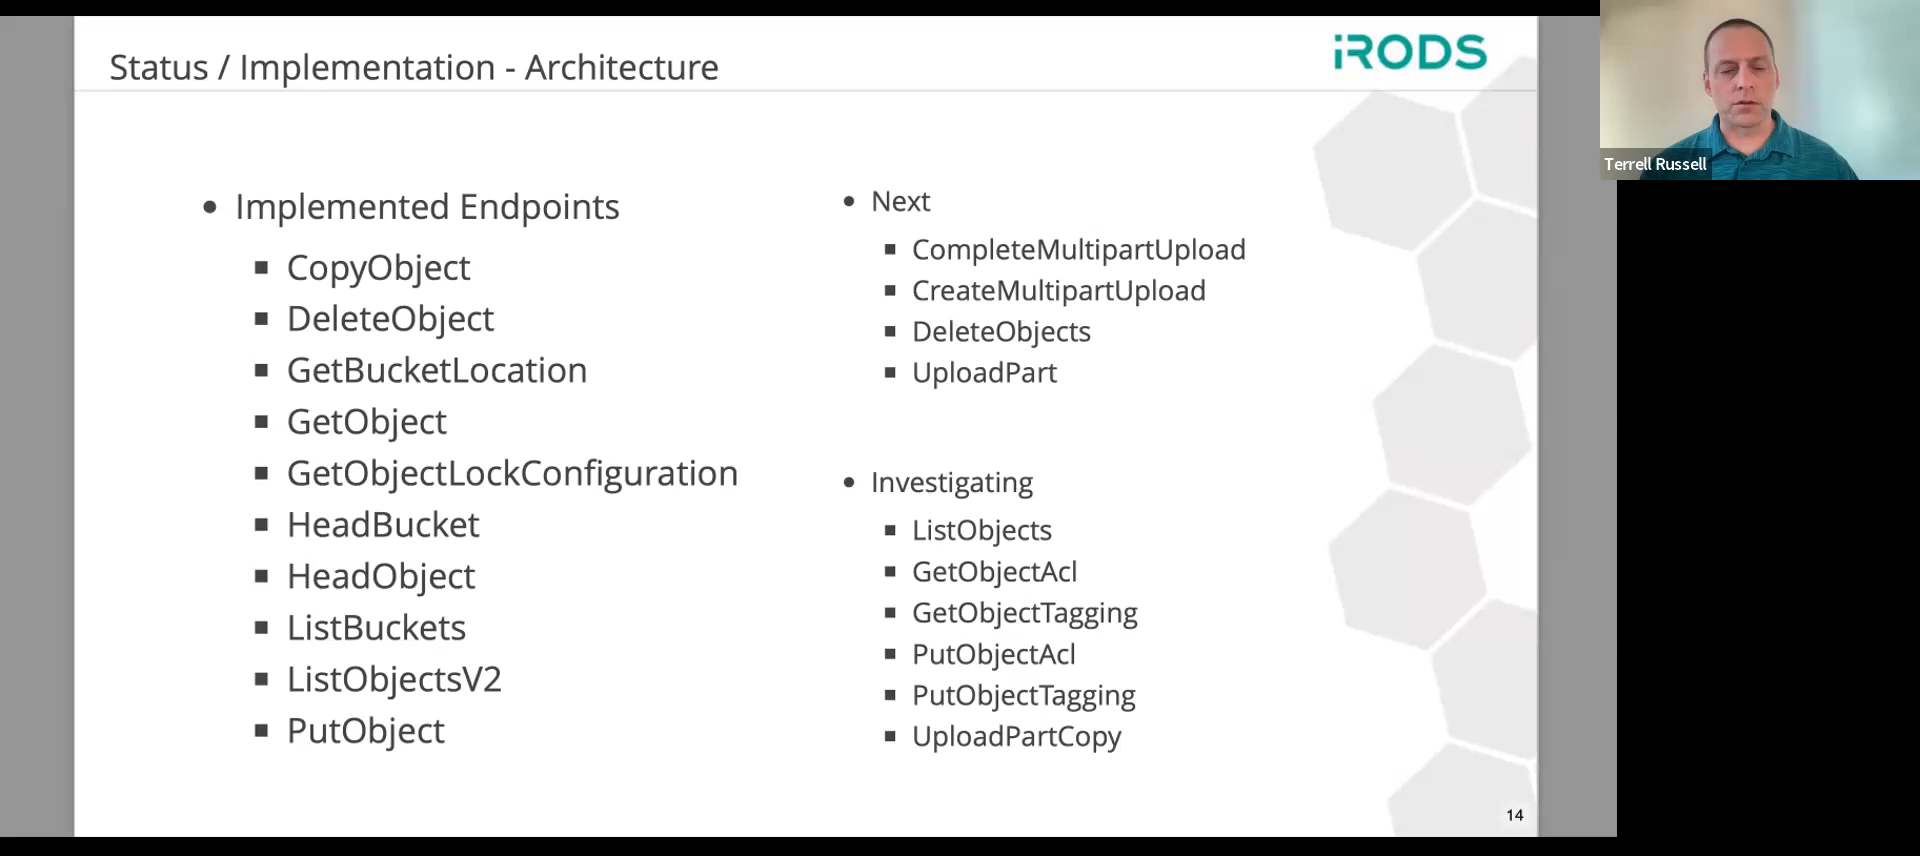 Status / Implementation - Architecture
iRODS
Implemented Endpoints
CopyObject
DeleteObject
GetBucketLocation
GetObject
GetObjectLockConfiguration
HeadBucket
HeadObject
ListBuckets
ListObjectsV2
PutObject
Next
CompleteMultipartUpload
CreateMultipartUpload
DeleteObjects
UploadPart
Investigating
ListObjects
GetObjectAcl
GetObjectTagging
PutObjectAcl
PutObjectTagging
UploadPartCopy
14
Terrell Russell